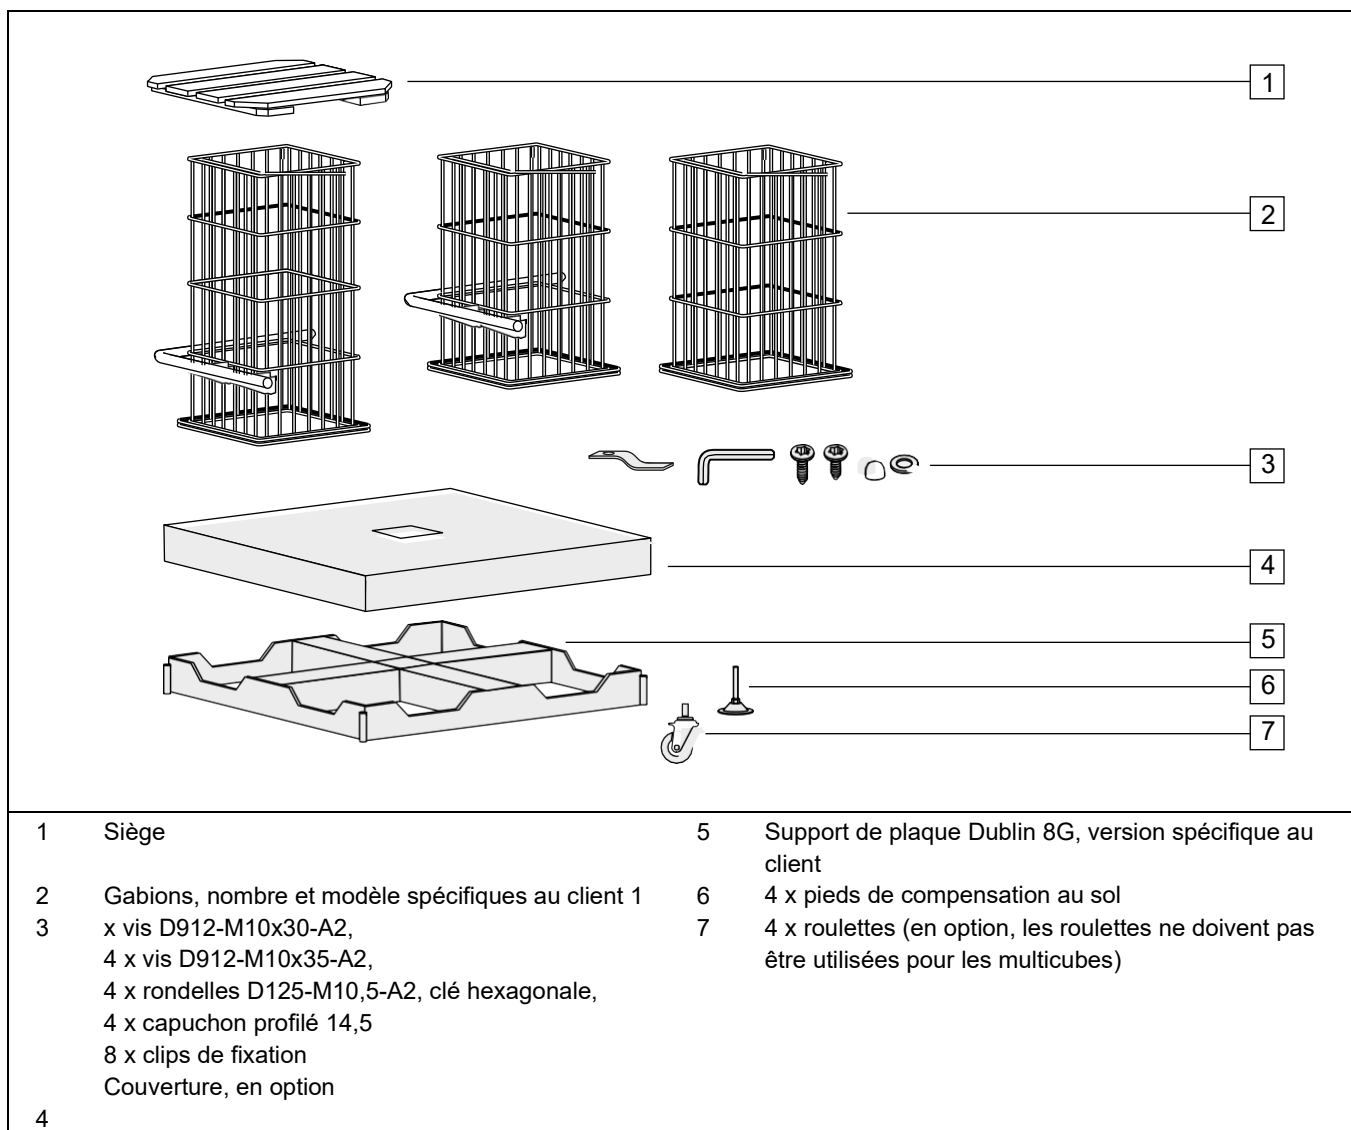 1
2
3
4
5
6
7
1 Siège
2 Gabions, nombre et modèle spécifiques au client 1
3 x vis D912-M10x30-A2,
4 x vis D912-M10x35-A2,
4 x rondelles D125-M10,5-A2, clé hexagonale,
4 x capuchon profilé 14,5
8 x clips de fixation
Couverture, en option
4
5 Support de plaque Dublin 8G, version spécifique au
client
6 4 x pieds de compensation au sol
7 4 x roulettes (en option, les roulettes ne doivent pas
être utilisées pour les multicubes)